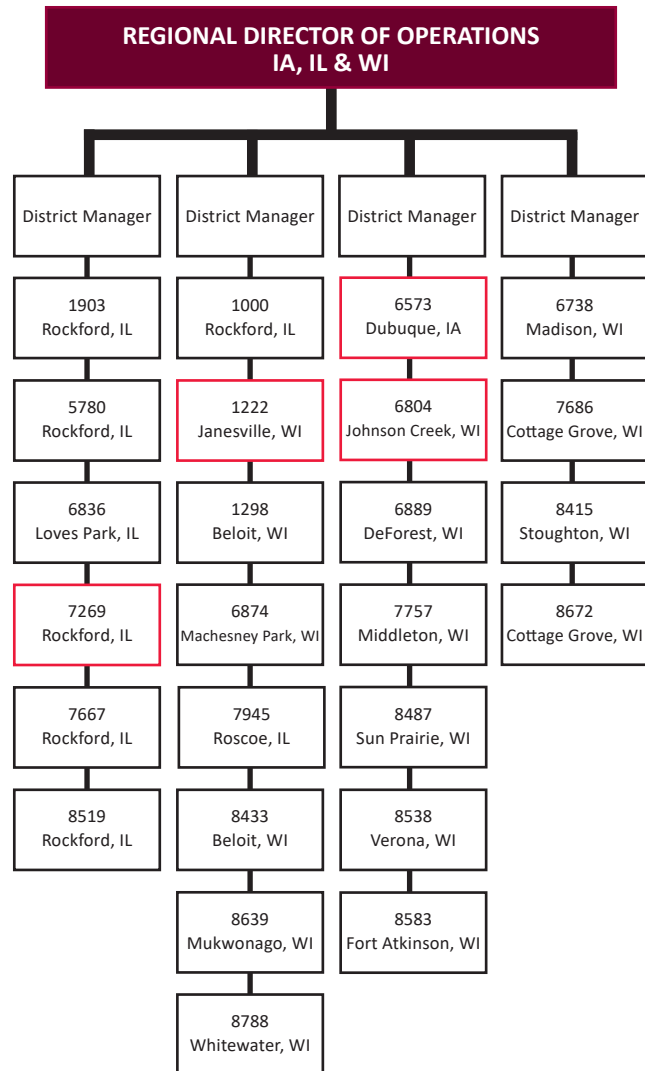 REGIONAL DIRECTOR OF OPERATIONS
IA, IL & WI
District Manager
1903
Rockford, IL
5780
Rockford, IL
6836
Loves Park, IL
7269
Rockford, IL
7667
Rockford, IL
8519
Rockford, IL
District Manager
1000
Rockford, IL
1222
Janesville, WI
1298
Beloit, WI
6874
Machesney Park, WI
7945
Roscoe, IL
8433
Beloit, WI
8639
Mukwonago, WI
8788
Whitewater, WI
District Manager
6573
Dubuque, IA
6804
Johnson Creek, WI
6889
DeForest, WI
7757
Middleton, WI
8487
Sun Prairie, WI
8538
Verona, WI
8583
Fort Atkinson, WI
District Manager
6738
Madison, WI
7686
Cottage Grove, WI
8415
Stoughton, WI
8672
Cottage Grove, WI